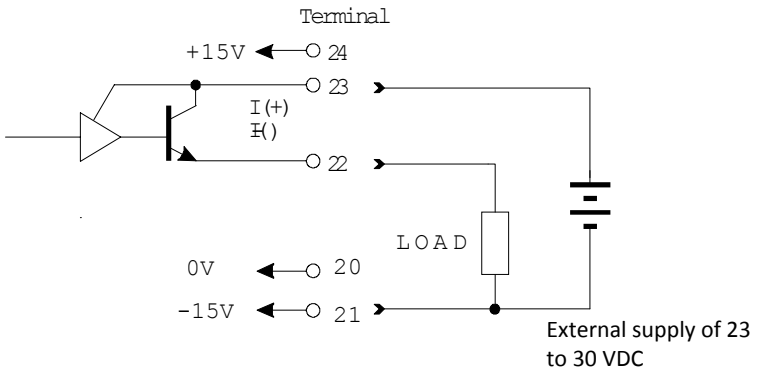 Terminal
+15V 24
23
I(+)
I-()
22
LOAD
0V 20
-15V 21
External supply of 23
to 30 VDC